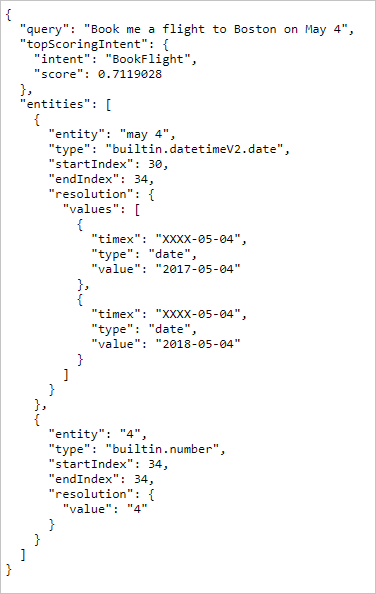 {
  "query": "Book me a flight to Boston on May 4",
  "topScoringIntent": {
    "intent": "BookFlight",
    "score": 0.7119028
  },
  "entities": [
    {
      "entity": "may 4",
      "type": "builtin.datetimeV2.date",
      "startIndex": 30,
      "endIndex": 34,
      "resolution": {
        "values": [
          {
            "timex": "XXXX-05-04",
            "type": "date",
            "value": "2017-05-04"
          },
          {
            "timex": "XXXX-05-04",
            "type": "date",
            "value": "2018-05-04"
          }
        ]
      }
    },
    {
      "entity": "4",
      "type": "builtin.number",
      "startIndex": 34,
      "endIndex": 34,
      "resolution": {
        "value": "4"
      }
    }
  ]
}